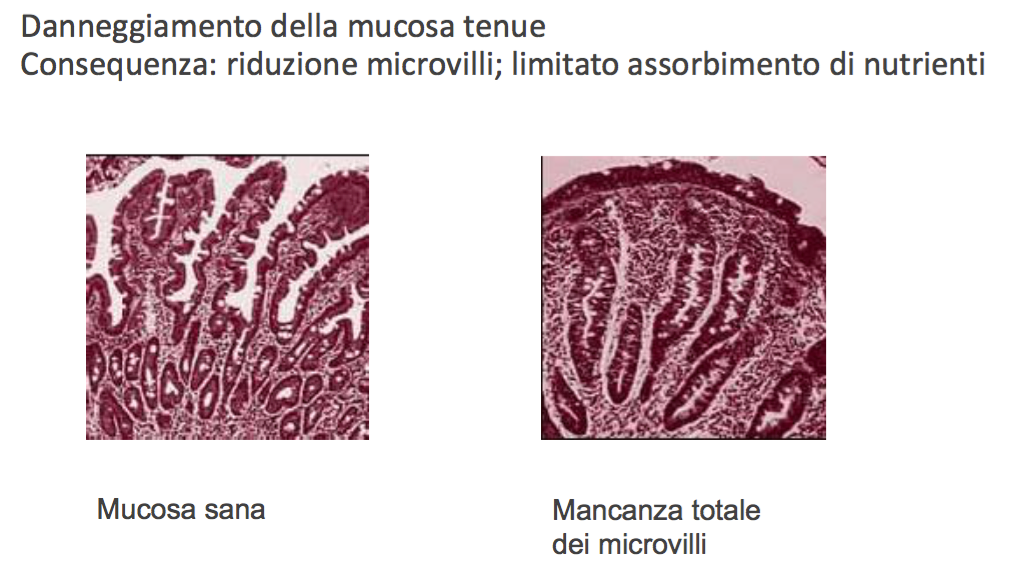 Danneggiamento della mucosa tenue
Consequenza: riduzione microvilli; limitato assorbimento di nutrienti
Mucosa sana
Mancanza totale
dei microvilli